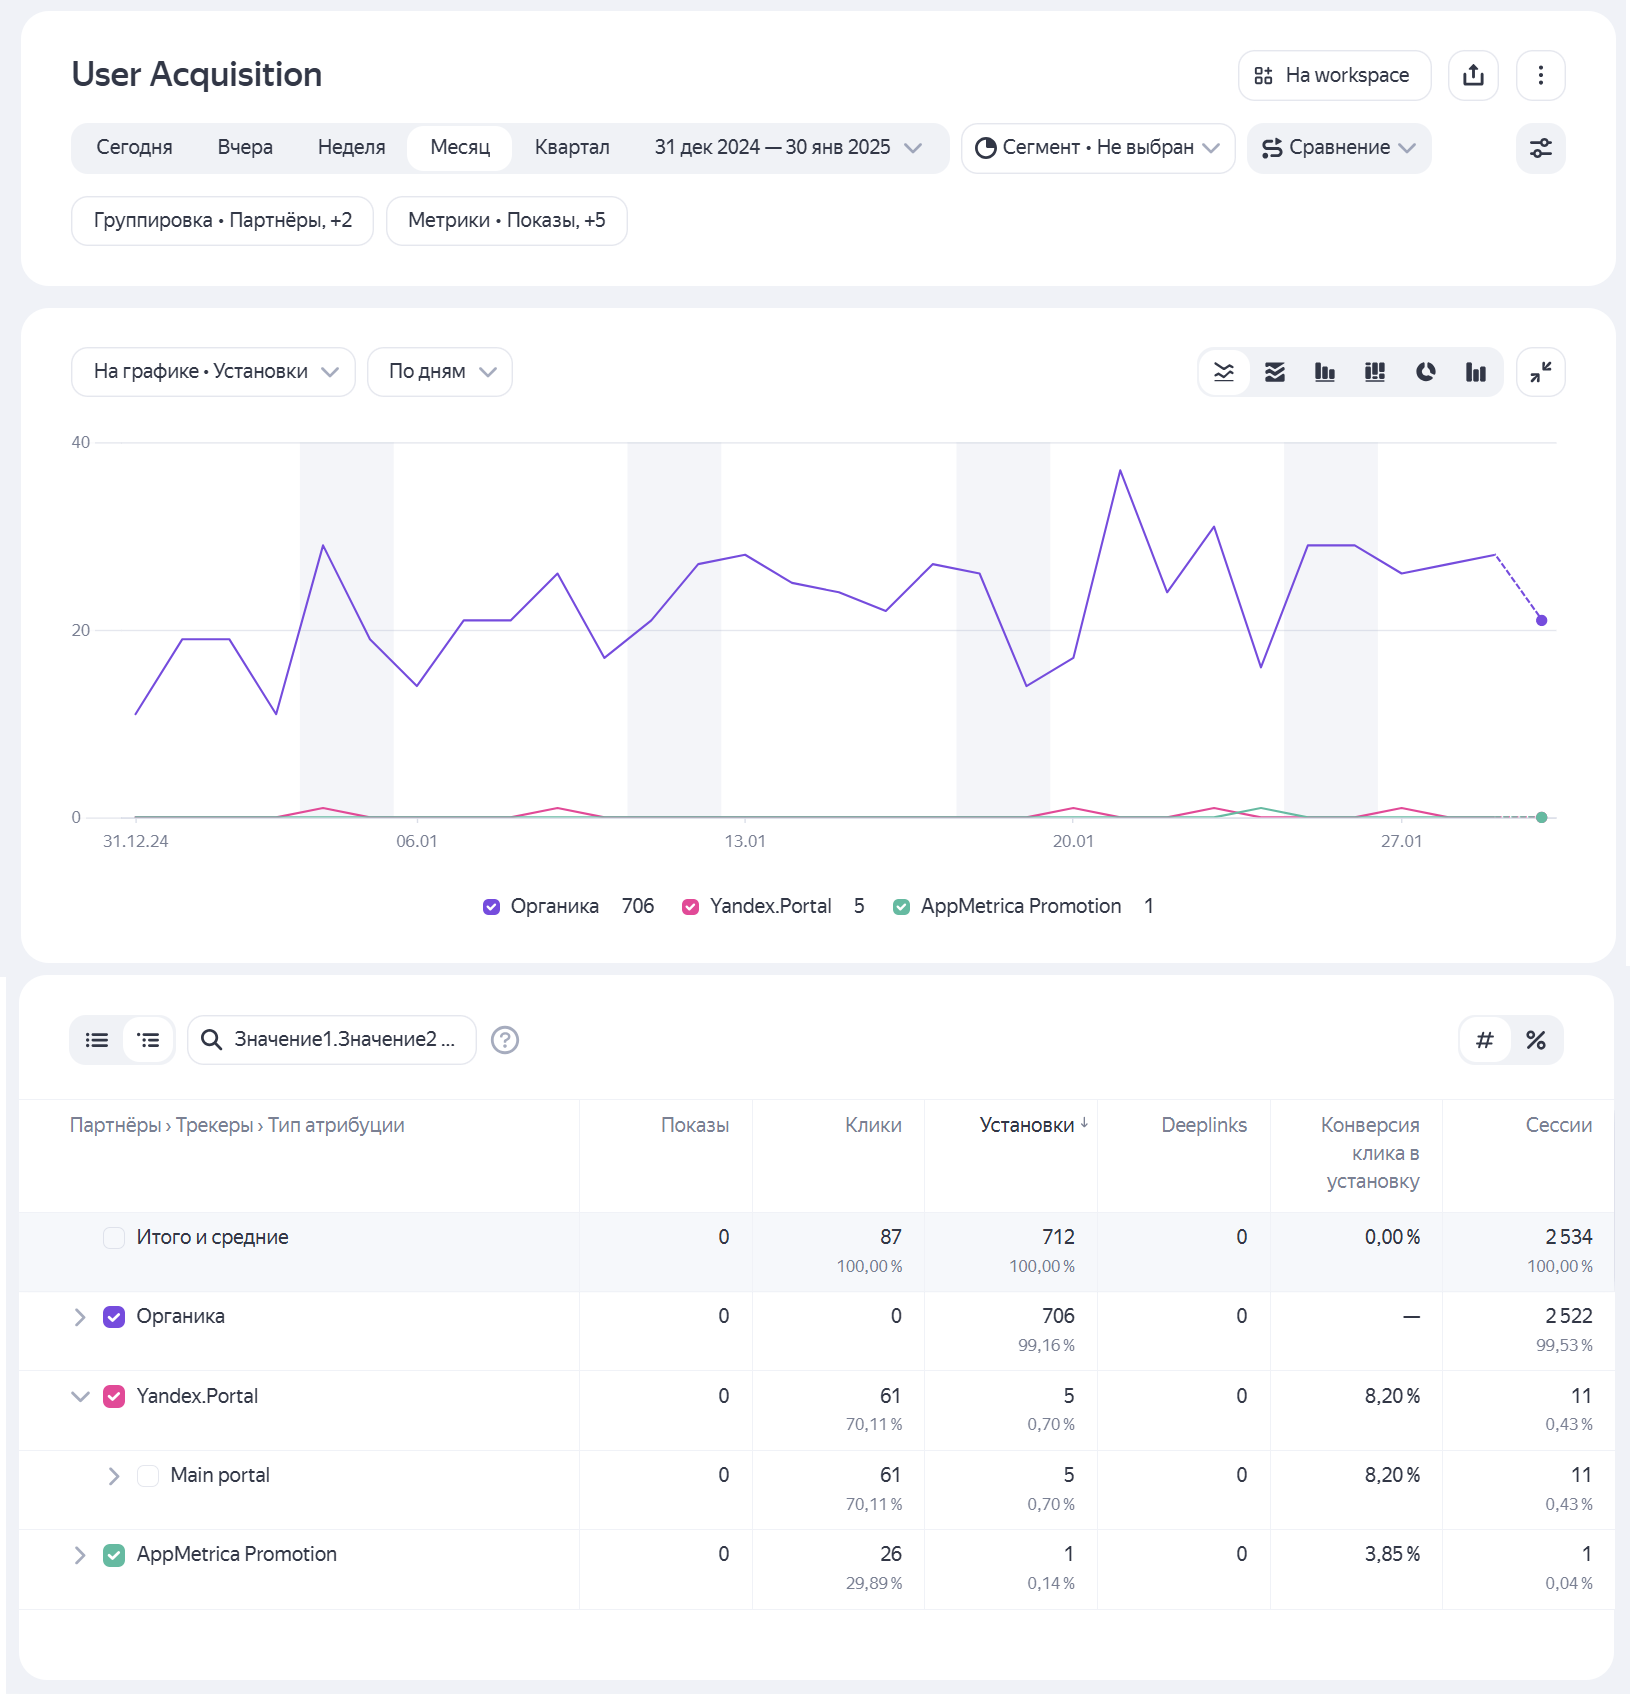 User Acquisition
На workspace
Сегодня Вчера Неделя Месяц Квартал 31 дек 2024 — 30 янв 2025 Сегмент • Не выбран Сравнение
Группировка • Партнёры, +2 Метрики • Показы, +5
На графике • Установки По дням
40
20
0
31.12.24 06.01 13.01 20.01 27.01
Органика 706 Yandex.Portal 5 AppMetrica Promotion 1
Значение1.Значение2 ... ? # %
Партнёры › Трекеры › Тип атрибуции Показы Клики Установки ↓ Deeplinks Конверсия Сессии
клика в
установку
Итого и средние 0 87 712 0 0,00 % 2 534
100,00 % 100,00 % 100,00 %
Органика 0 0 706 0 — 2 522
99,16 % 99,53 %
Yandex.Portal 0 61 5 0 8,20 % 11
70,11 % 0,70 % 0,43 %
Main portal 0 61 5 0 8,20 % 11
70,11 % 0,70 % 0,43 %
AppMetrica Promotion 0 26 1 0 3,85 % 1
29,89 % 0,14 % 0,04 %